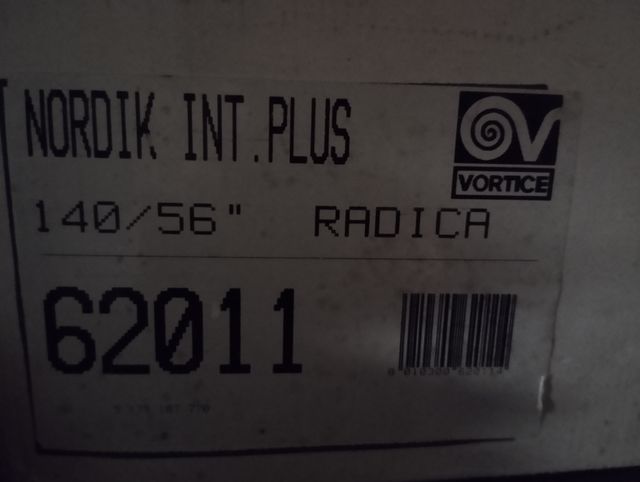 NORDIK INT.PLUS
VORTICE
140/56" RADICA
62011